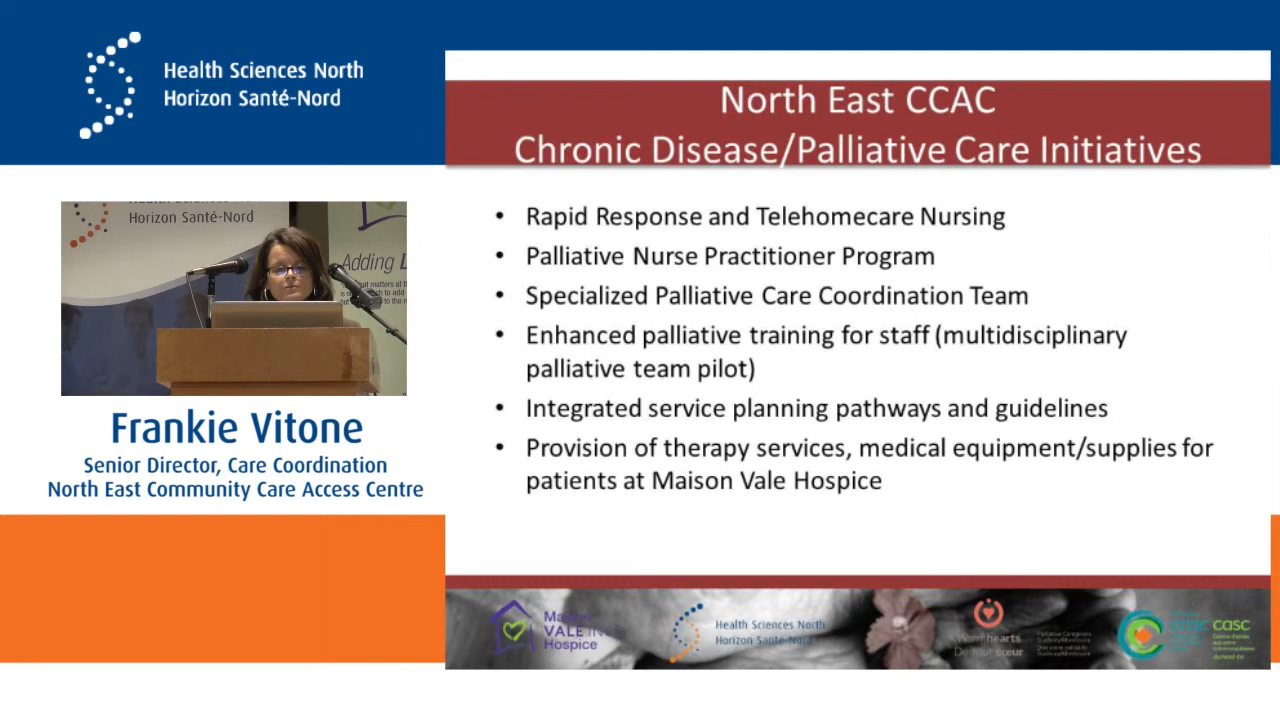 Health Sciences North
Horizon Santé-Nord
North East CCAC
Chronic Disease/Palliative Care Initiatives
Horizon Santé-Nord
Adding
Frankie Vitone
Senior Director, Care Coordination
North East Community Care Access Centre
• Rapid Response and Telehomecare Nursing
• Palliative Nurse Practitioner Program
• Specialized Palliative Care Coordination Team
• Enhanced palliative training for staff (multidisciplinary
palliative team pilot)
• Integrated service planning pathways and guidelines
• Provision of therapy services, medical equipment/supplies for
patients at Maison Vale Hospice
Maison
VALE
Hospice
Health Sciences North
Horizon Santé-Nord
hearts
casc